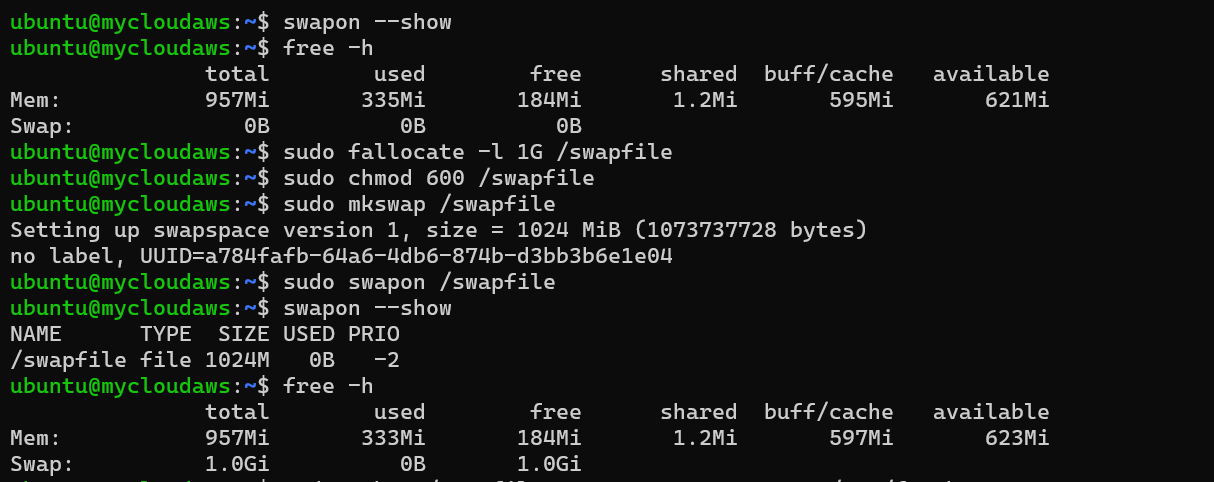 ubuntu@mycloudaws:~$ swapon --show
ubuntu@mycloudaws:~$ free -h
total used free shared buff/cache available
Mem: 957Mi 335Mi 184Mi 1.2Mi 595Mi 621Mi
Swap: 0B 0B 0B
ubuntu@mycloudaws:~$ sudo fallocate -l 1G /swapfile
ubuntu@mycloudaws:~$ sudo chmod 600 /swapfile
ubuntu@mycloudaws:~$ sudo mkswap /swapfile
Setting up swapspace version 1, size = 1024 MiB (1073737728 bytes)
no label, UUID=a784fafb-64a6-4db6-874b-d3bb3b6e1e04
ubuntu@mycloudaws:~$ sudo swapon /swapfile
ubuntu@mycloudaws:~$ swapon --show
NAME TYPE SIZE USED PRIO
/swapfile file 1024M 0B -2
ubuntu@mycloudaws:~$ free -h
total used free shared buff/cache available
Mem: 957Mi 333Mi 184Mi 1.2Mi 597Mi 623Mi
Swap: 1.0Gi 0B 1.0Gi